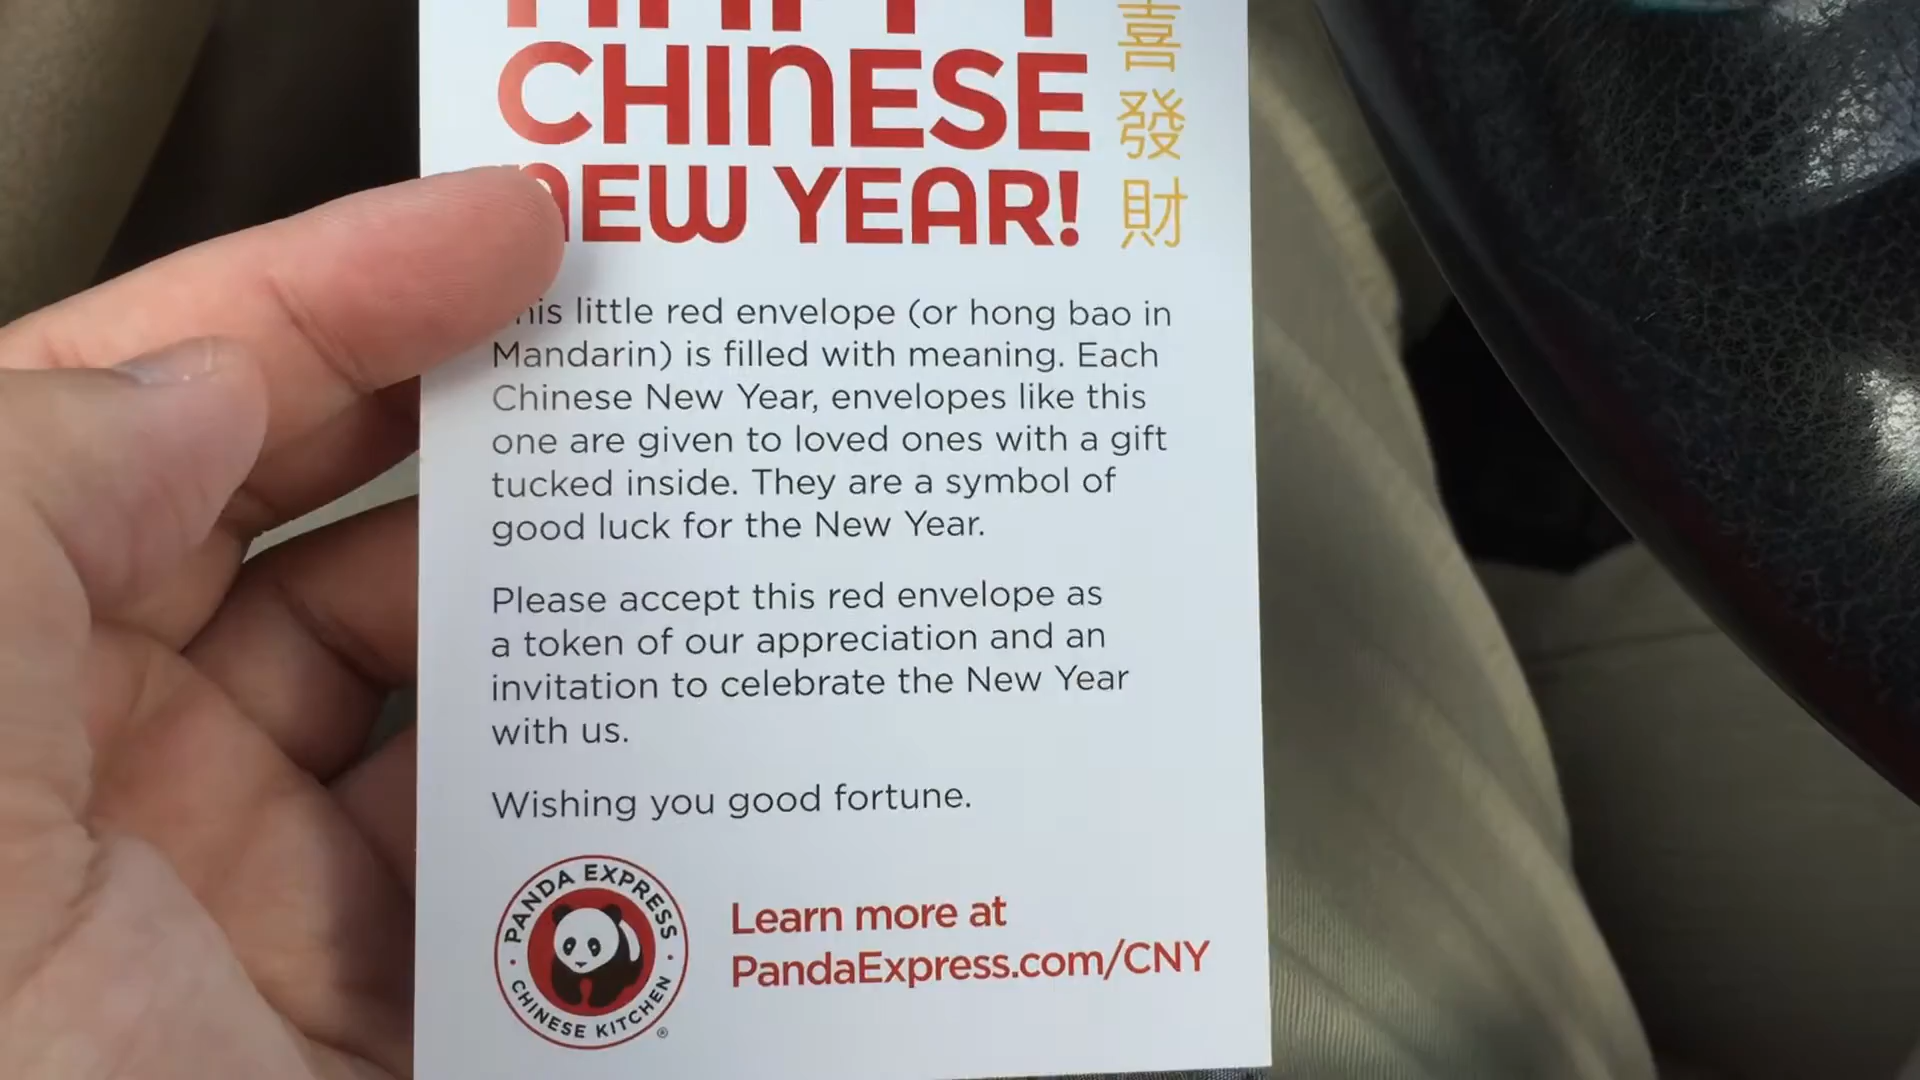 HAPPY
CHINESE
NEW YEAR!
喜
發
財
This little red envelope (or hong bao in
Mandarin) is filled with meaning. Each
Chinese New Year, envelopes like this
one are given to loved ones with a gift
tucked inside. They are a symbol of
good luck for the New Year.
Please accept this red envelope as
a token of our appreciation and an
invitation to celebrate the New Year
with us.
Wishing you good fortune.
PANDA EXPRESS
CHINESE KITCHEN
®
Learn more at
PandaExpress.com/CNY